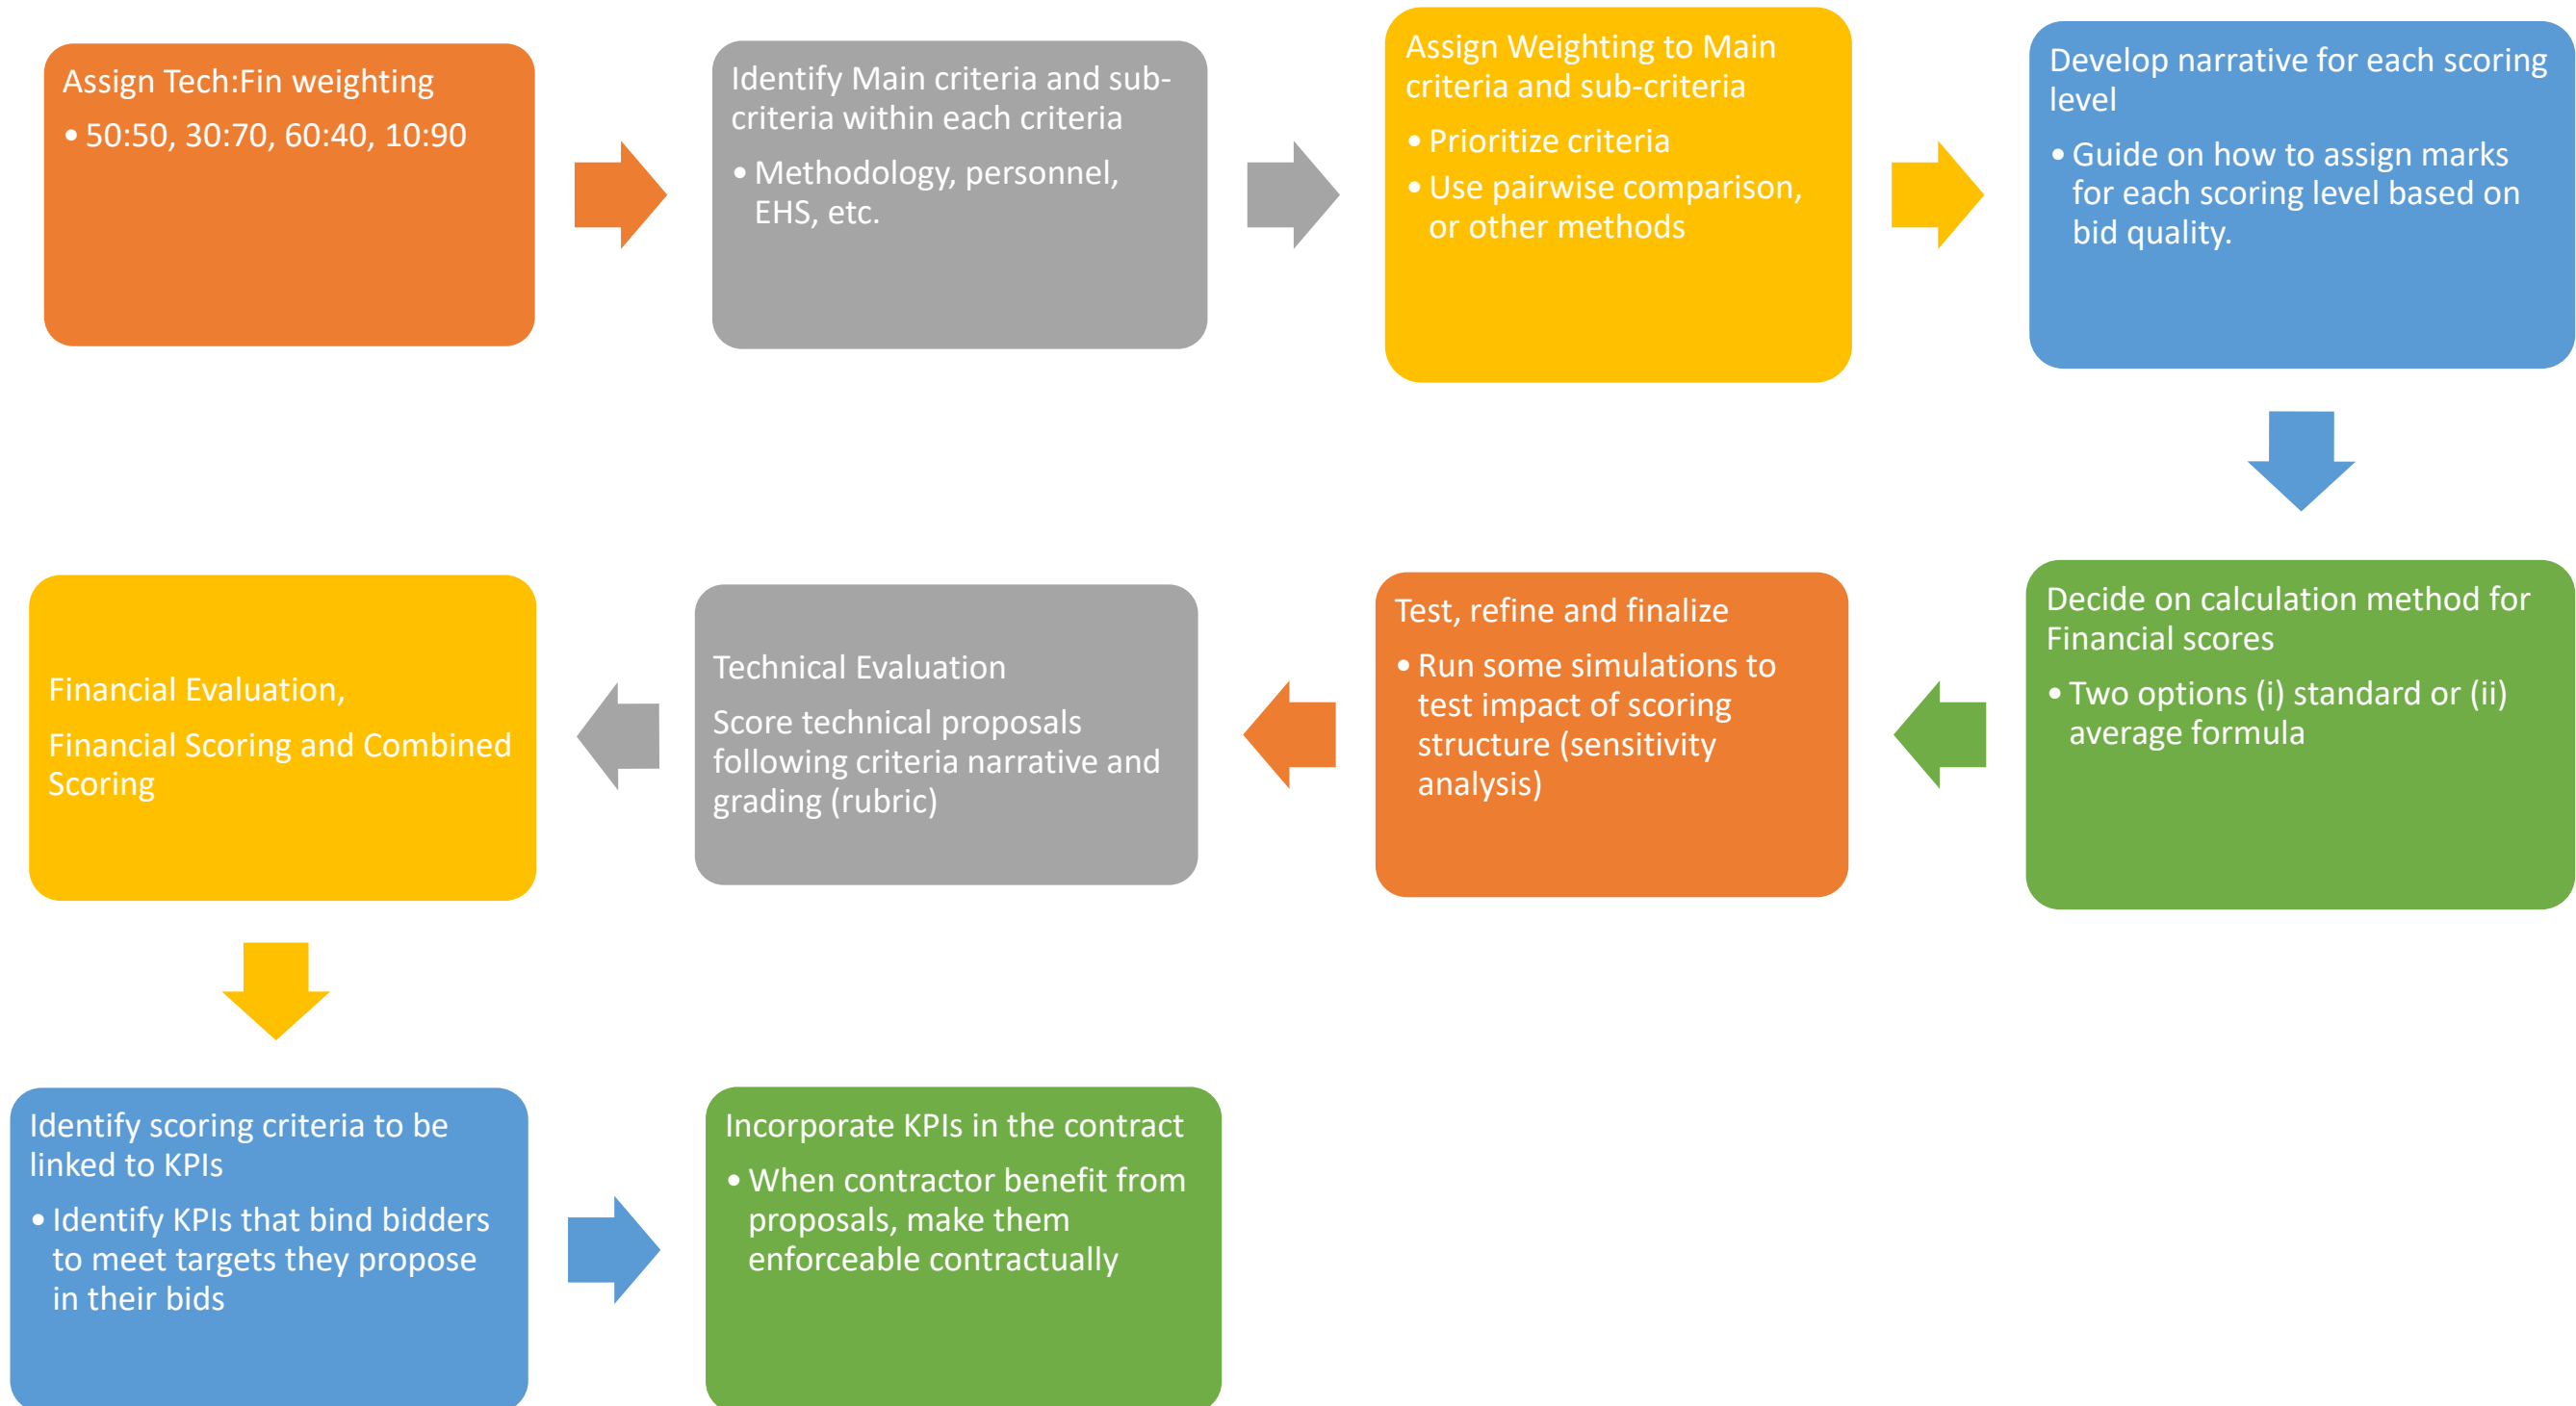 Assign Tech:Fin weighting
• 50:50, 30:70, 60:40, 10:90
Identify Main criteria and sub-
criteria within each criteria
• Methodology, personnel,
EHS, etc.
Assign Weighting to Main
criteria and sub-criteria
• Prioritize criteria
• Use pairwise comparison,
or other methods
Develop narrative for each scoring
level
• Guide on how to assign marks
for each scoring level based on
bid quality.
Decide on calculation method for
Financial scores
• Two options (i) standard or (ii)
average formula
Test, refine and finalize
• Run some simulations to
test impact of scoring
structure (sensitivity
analysis)
Technical Evaluation
Score technical proposals
following criteria narrative and
grading (rubric)
Financial Evaluation,
Financial Scoring and Combined
Scoring
Identify scoring criteria to be
linked to KPIs
• Identify KPIs that bind bidders
to meet targets they propose
in their bids
Incorporate KPIs in the contract
• When contractor benefit from
proposals, make them
enforceable contractually